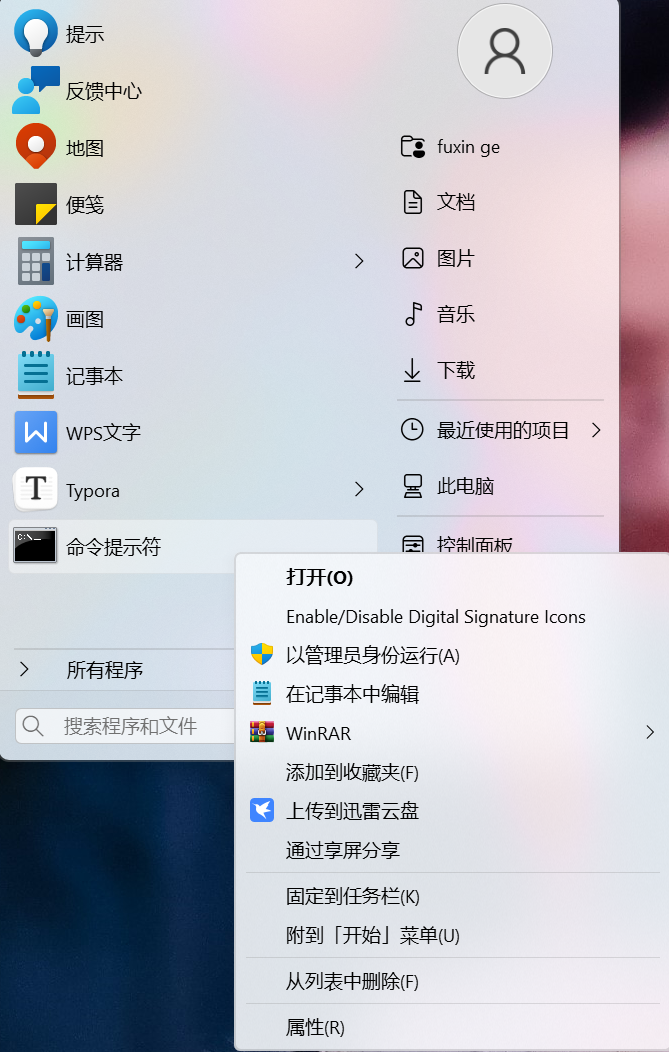 提示
反馈中心
地图
便笺
计算器
画图
记事本
WPS文字
Typora
命令提示符
所有程序
搜索程序和文件
fuxin ge
文档
图片
音乐
下载
最近使用的项目
此电脑
控制面板
打开(O)
Enable/Disable Digital Signature Icons
以管理员身份运行(A)
在记事本中编辑
WinRAR
添加到收藏夹(F)
上传到迅雷云盘
通过享屏分享
固定到任务栏(K)
附到「开始」菜单(U)
从列表中删除(F)
属性(R)